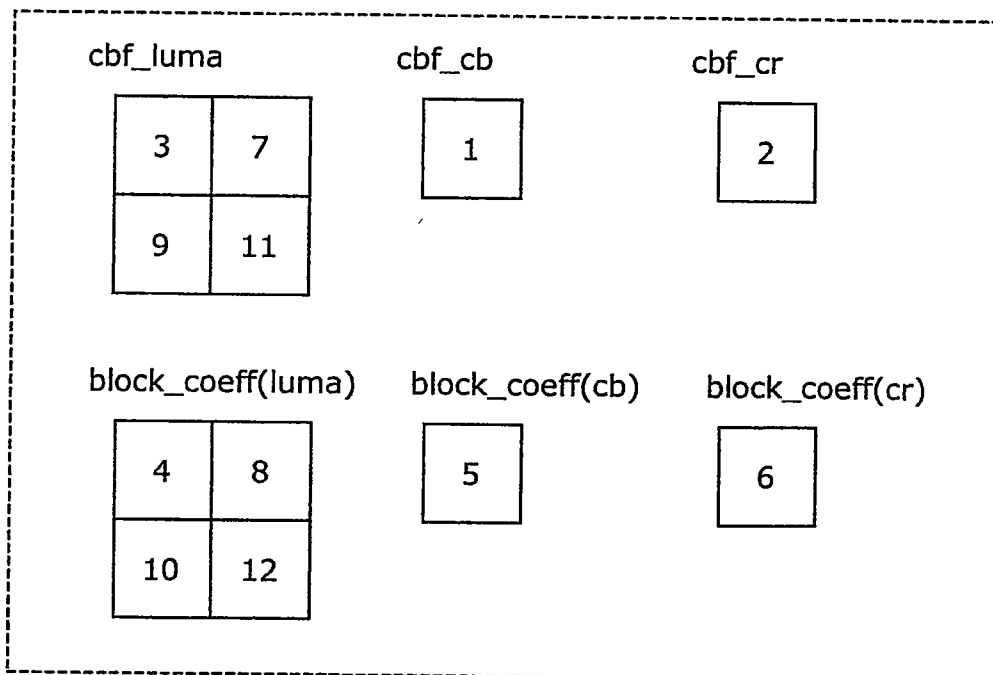 cbf_luma cbf_cb cbf_cr
3 7 1 2
9 11
block_coeff(luma) block_coeff(cb) block_coeff(cr)
4 8 5 6
10 12